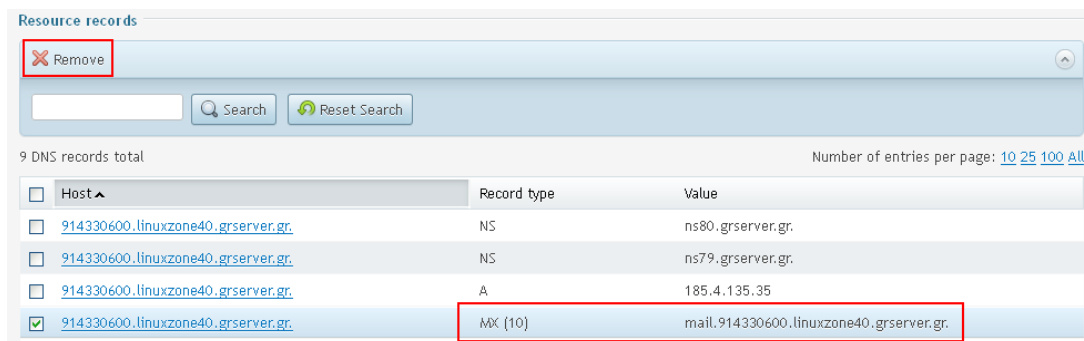 Resource records
Remove
Search Reset Search
9 DNS records total Number of entries per page: 10 25 100 All
Host Record type Value
914330600.linuxzone40.grserver.gr. NS ns80.grserver.gr.
914330600.linuxzone40.grserver.gr. NS ns79.grserver.gr.
914330600.linuxzone40.grserver.gr. A 185.4.135.35
914330600.linuxzone40.grserver.gr. MX (10) mail.914330600.linuxzone40.grserver.gr.